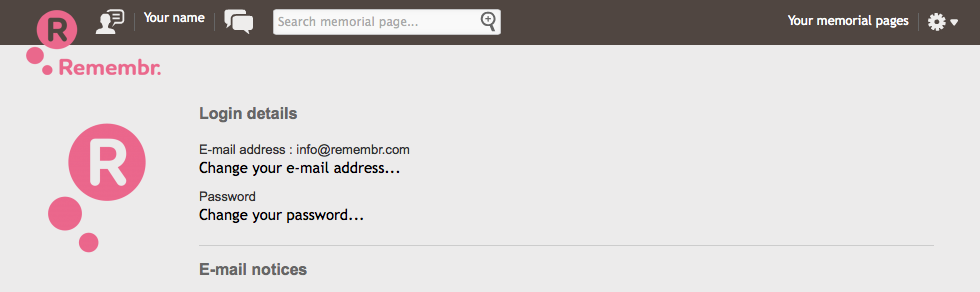 R
Your name
Search memorial page...
Your memorial pages
Remembr.
Login details
R
E-mail address : info@remembr.com
Change your e-mail address...
Password
Change your password...
E-mail notices